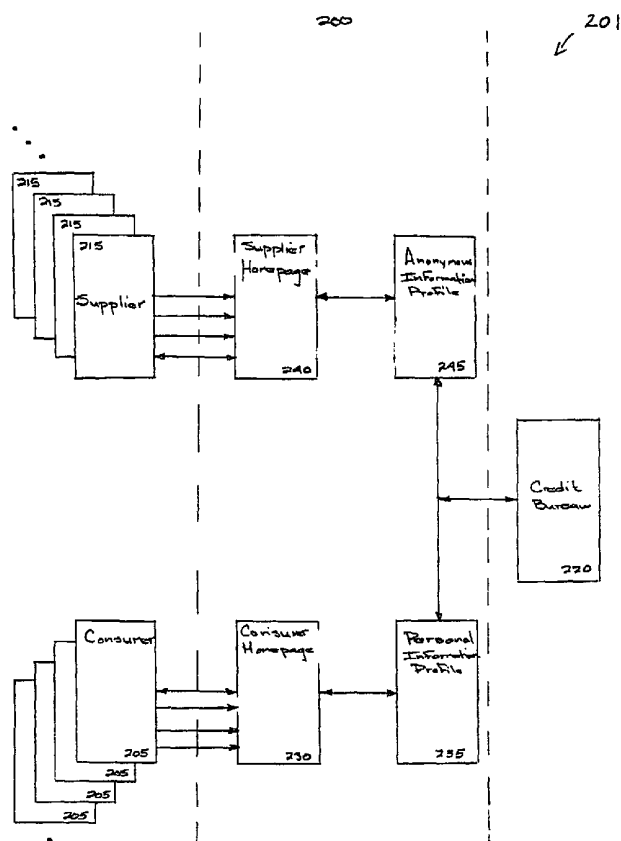 200
201
215
215
215
215
Supplier
Supplier
Homepage
240
Anonymous
Information
Profile
245
Credit
Bureau
220
Consumer
205
205
205
205
Consumer
Homepage
230
Personal
Information
Profile
235